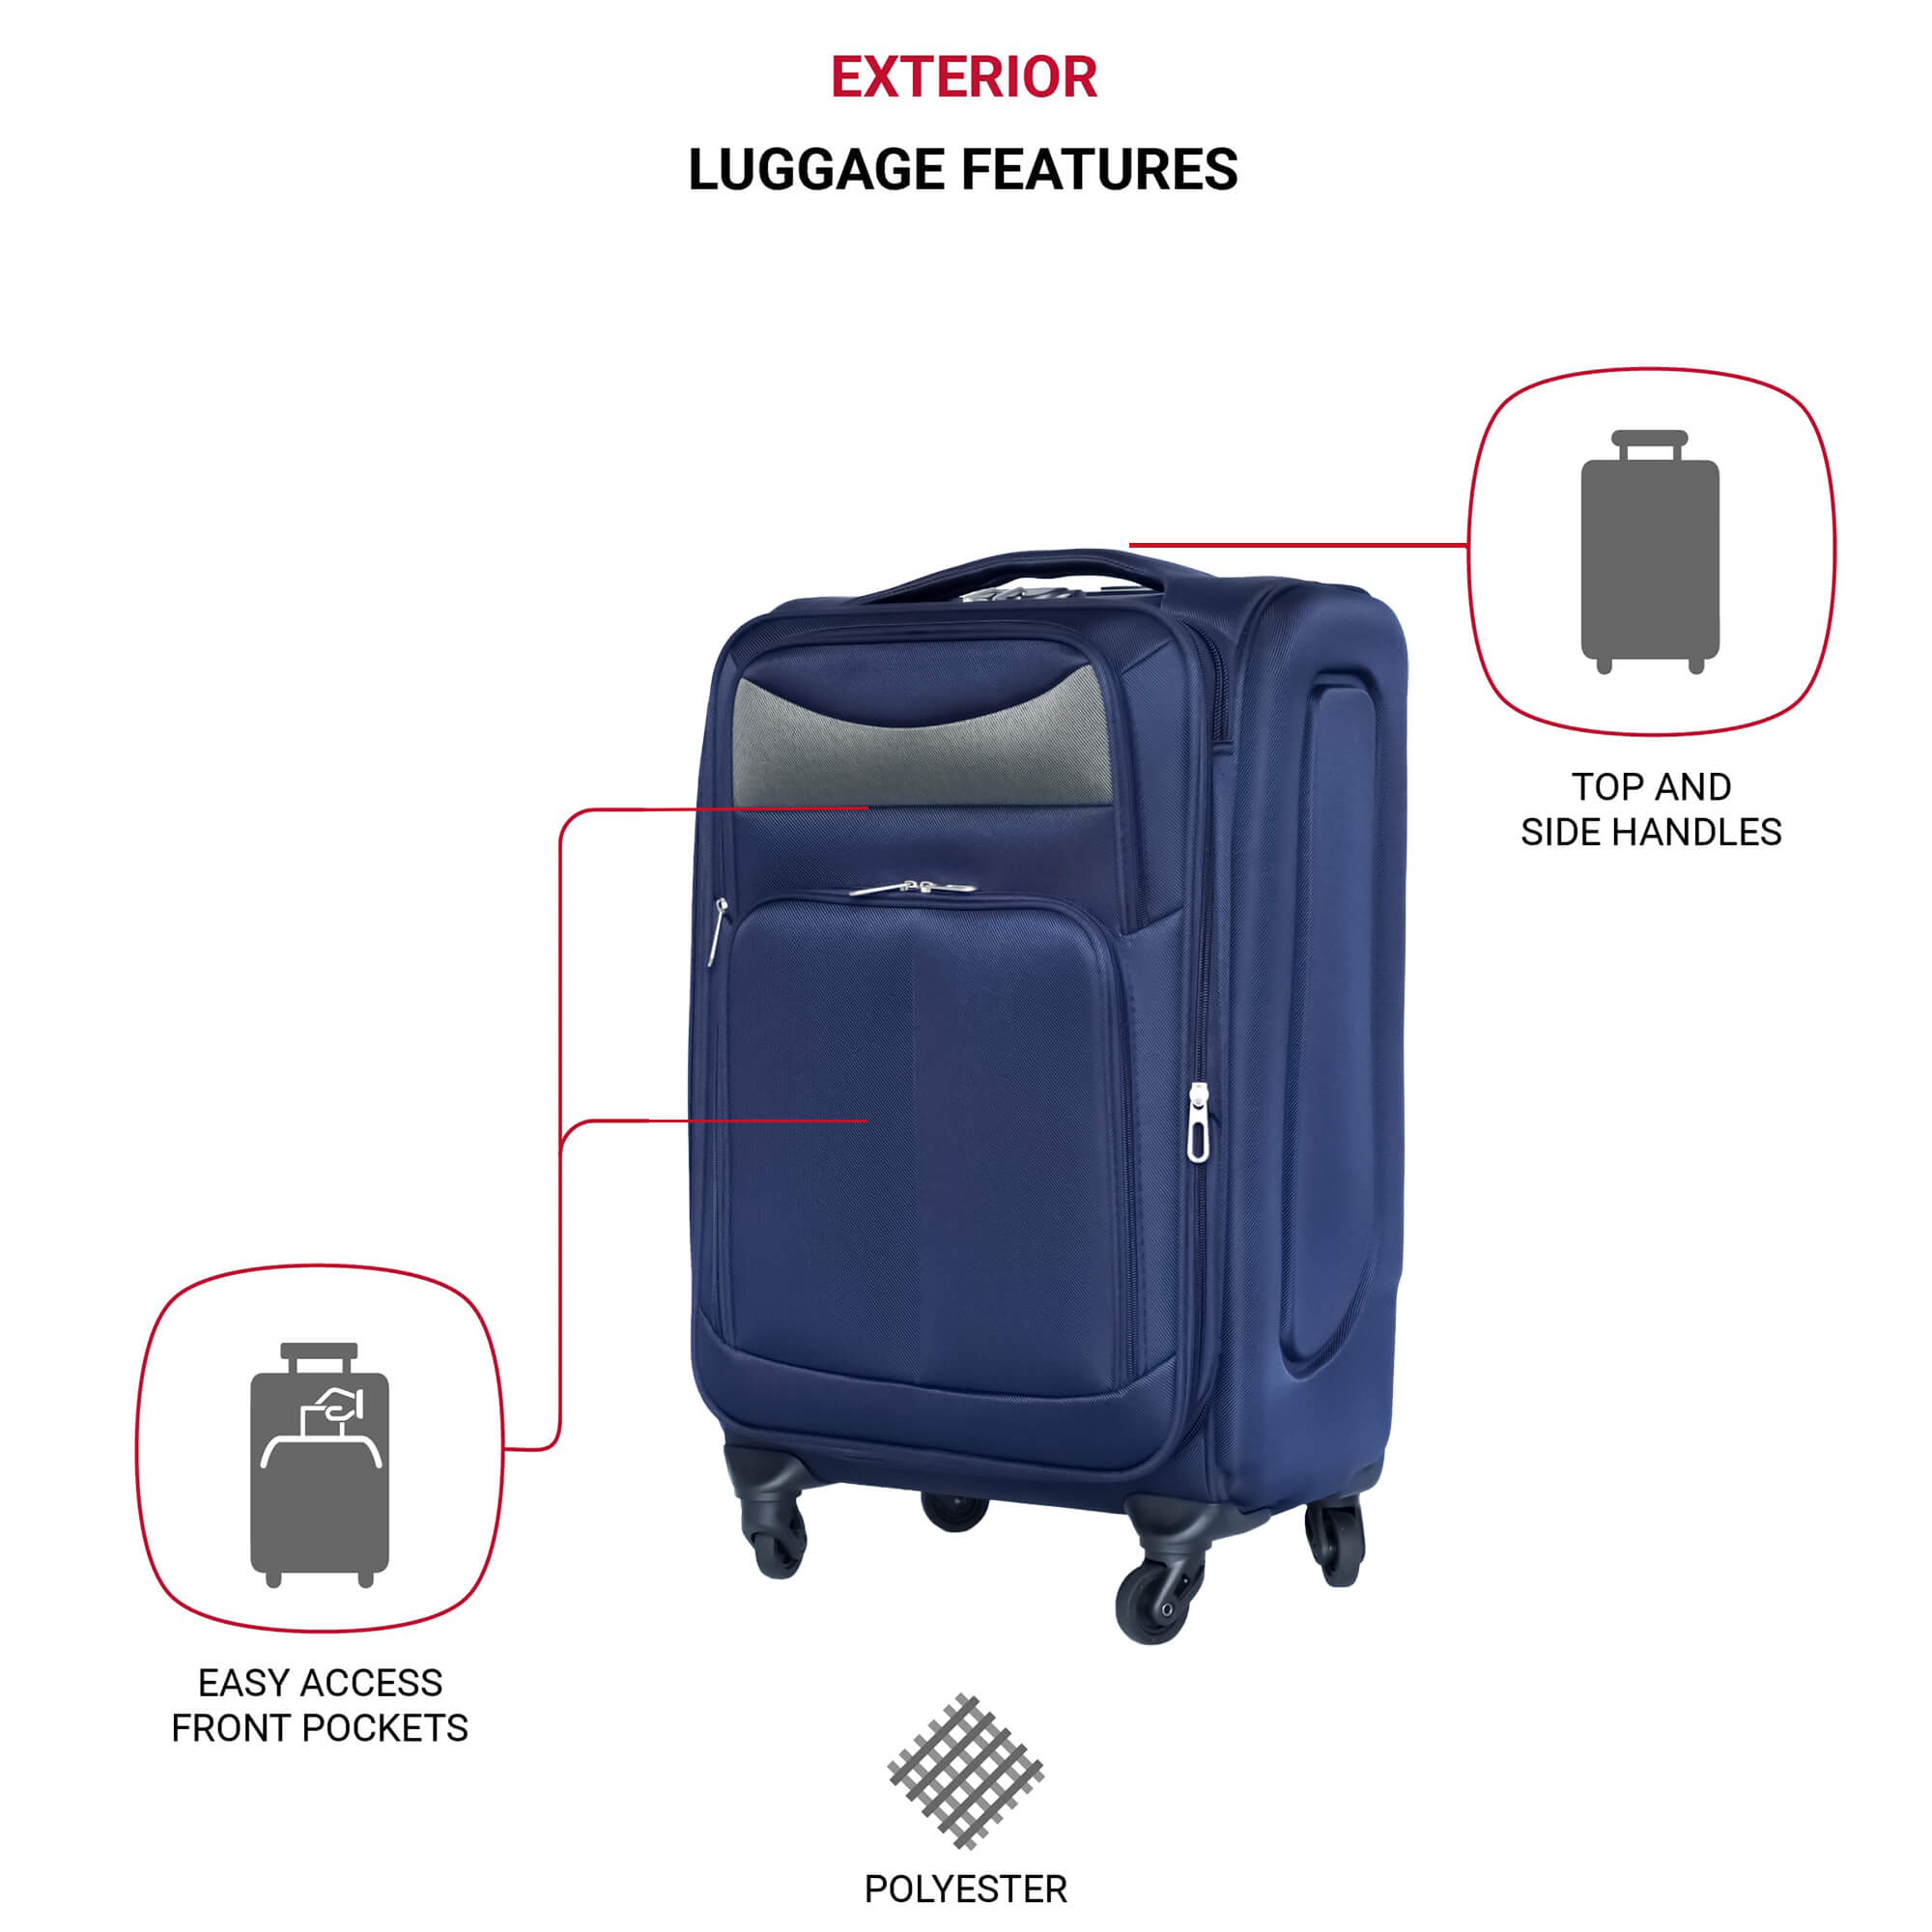 EXTERIOR
LUGGAGE FEATURES
TOP AND
SIDE HANDLES
EASY ACCESS
FRONT POCKETS
POLYESTER